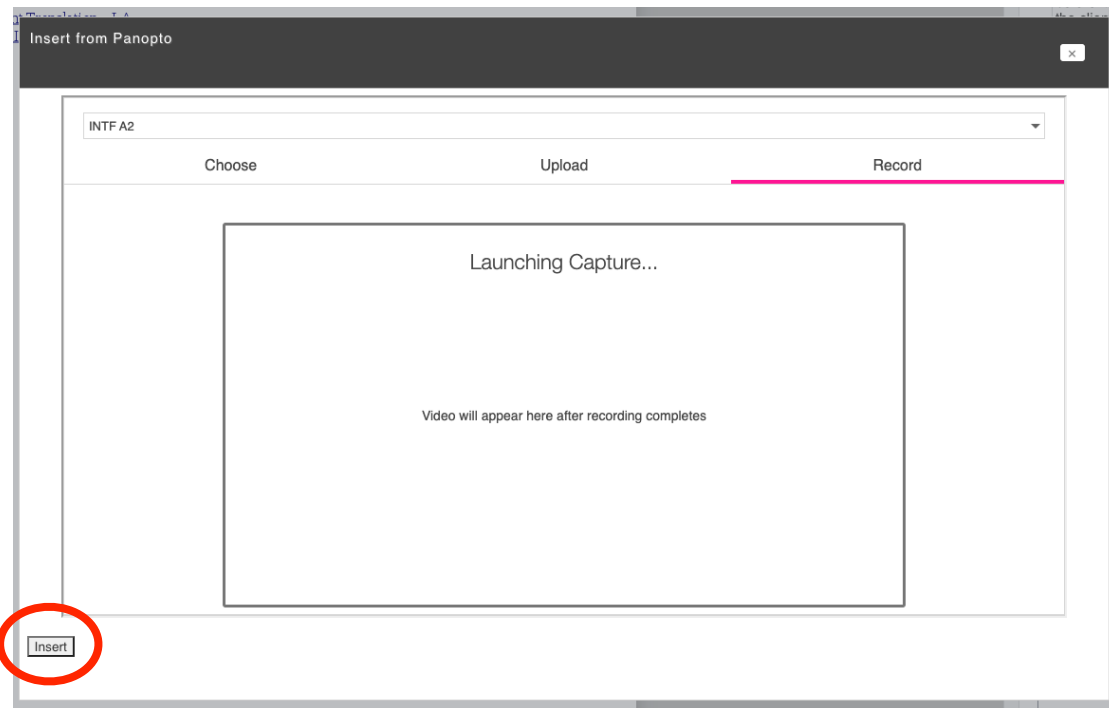 Insert from Panopto
×
INTF A2
Choose Upload Record
Launching Capture...
Video will appear here after recording completes
Insert